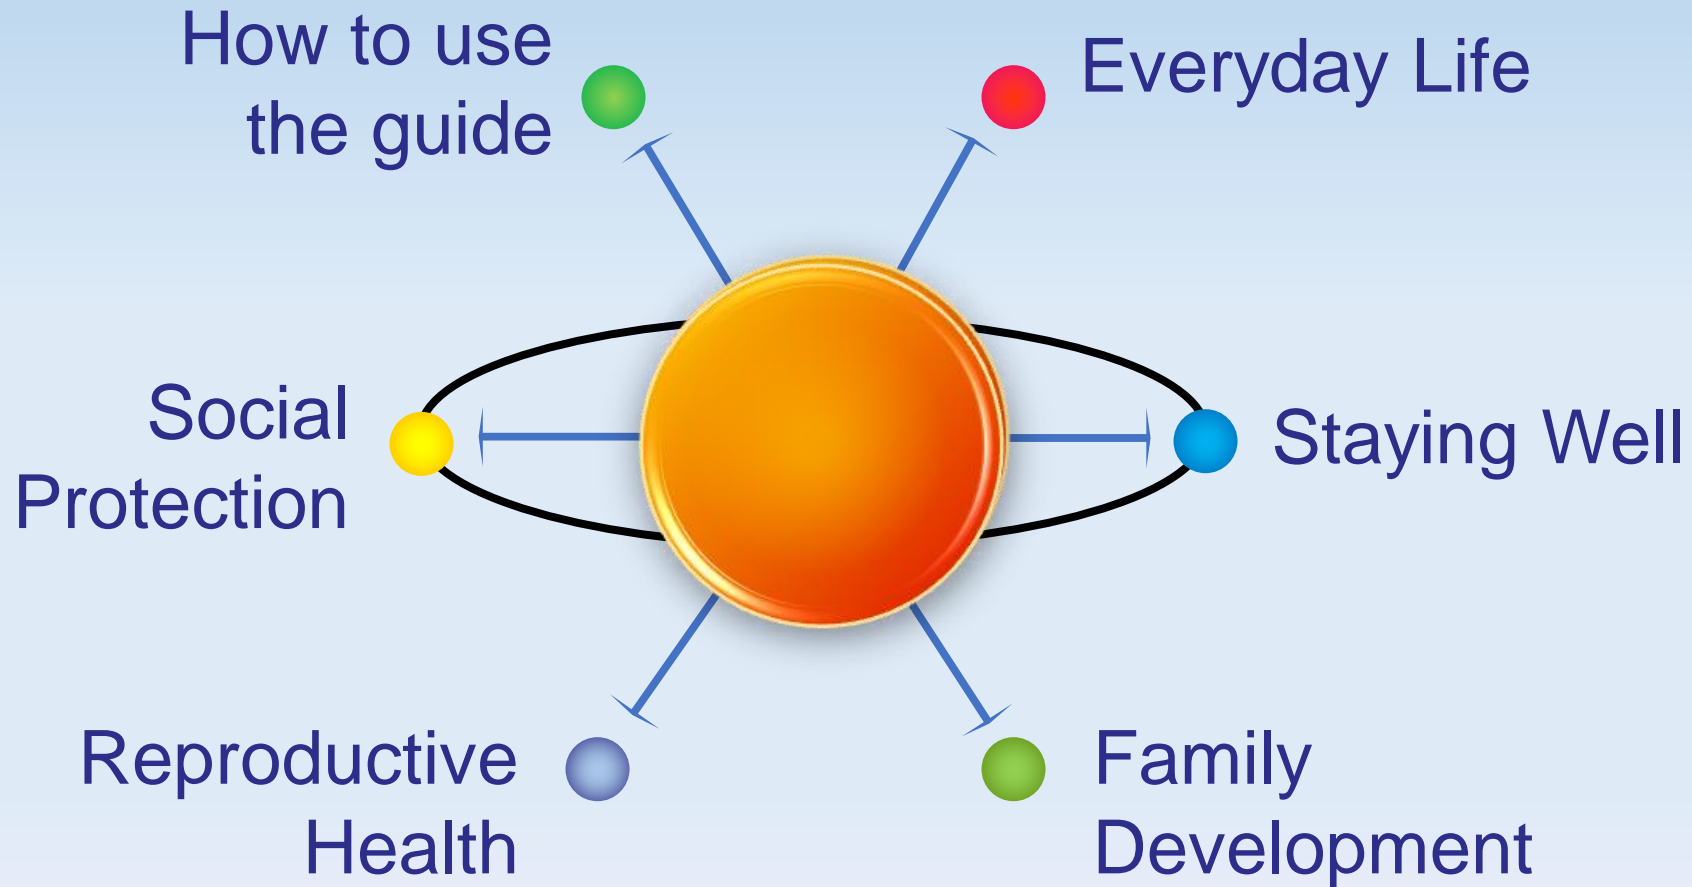 How to use
the guide
Everyday Life
Social
Protection
Staying Well
Reproductive
Health
Family
Development